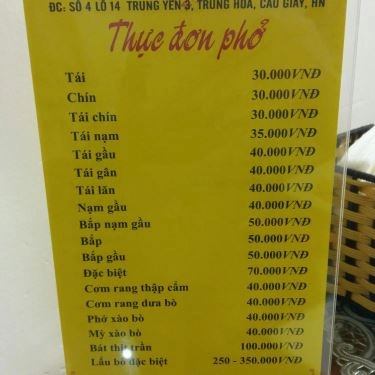 ĐC: SỐ 4 LÔ 14 TRUNG YÊN 3, TRUNG HÒA, CẦU GIẤY, HN
Thực đơn phở
Tái 30.000VNĐ
Chín 30.000VNĐ
Tái chín 30.000VNĐ
Tái nạm 35.000VNĐ
Tái gầu 40.000VNĐ
Tái gân 40.000VNĐ
Tái lăn 40.000VNĐ
Nạm gầu 40.000VNĐ
Bắp nạm gầu 50.000VNĐ
Bắp 50.000VNĐ
Bắp gầu 50.000VNĐ
Đặc biệt 70.000VNĐ
Cơm rang thập cẩm 40.000VNĐ
Cơm rang dưa bò 40.000VNĐ
Phở xào bò 40.000VNĐ
Mỳ xào bò 40.000VNĐ
Bát thịt trần 100.000VNĐ
Lẩu bò đặc biệt 250 - 350.000VNĐ